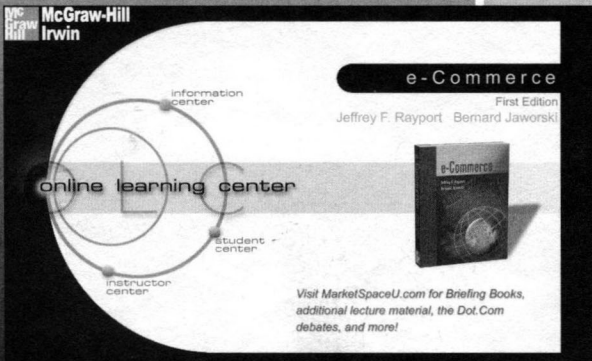 Mc Graw Hill
McGraw-Hill
Irwin
e-Commerce
First Edition
Jeffrey F. Rayport Bernard Jaworski
information
center
online learning center
student
center
instructor
center
e-Commerce
Visit MarketSpaceU.com for Briefing Books,
additional lecture material, the Dot.Com
debates, and more!